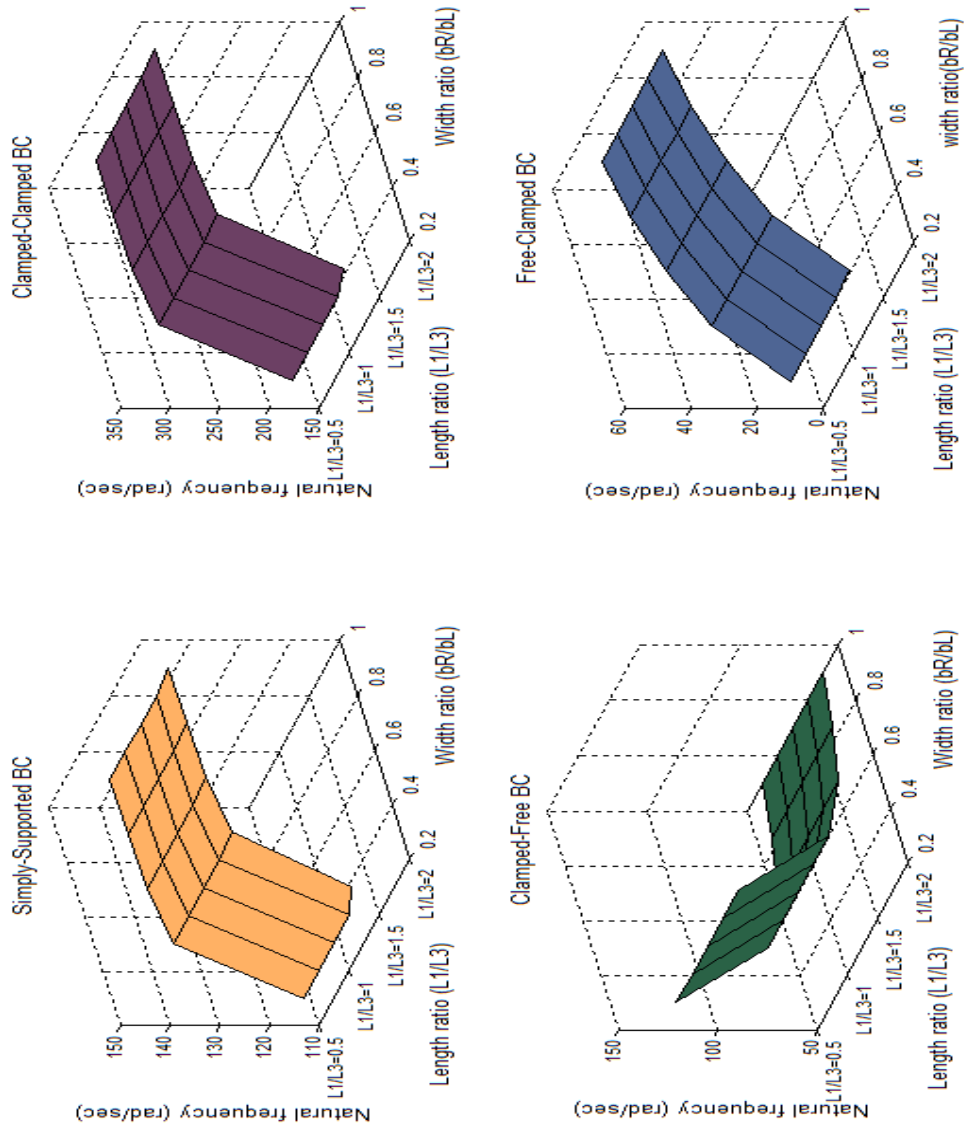 Simply-Supported BC
Natural frequency (rad/sec)
150
140
130
120
110
L1/L3=0.5
L1/L3=1
L1/L3=1.5
L1/L3=2
Length ratio (L1/L3)
0.2
0.4
0.6
0.8
1
Width ratio (bR/bL)
Clamped-Clamped BC
Natural frequency (rad/sec)
350
300
250
200
150
L1/L3=0.5
L1/L3=1
L1/L3=1.5
L1/L3=2
Length ratio (L1/L3)
0.2
0.4
0.6
0.8
1
Width ratio (bR/bL)
Clamped-Free BC
Natural frequency (rad/sec)
150
100
50
L1/L3=0.5
L1/L3=1
L1/L3=1.5
L1/L3=2
Length ratio (L1/L3)
0.2
0.4
0.6
0.8
1
Width ratio (bR/bL)
Free-Clamped BC
Natural frequency (rad/sec)
60
40
20
0
L1/L3=0.5
L1/L3=1
L1/L3=1.5
L1/L3=2
Length ratio (L1/L3)
0.2
0.4
0.6
0.8
1
width ratio(bR/bL)